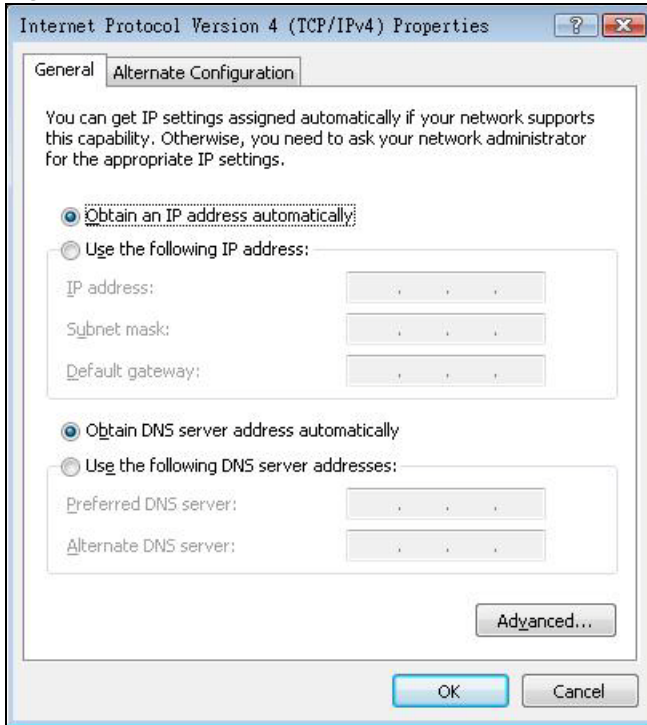 Internet Protocol Version 4 (TCP/IPv4) Properties
General
Alternate Configuration
You can get IP settings assigned automatically if your network supports
this capability. Otherwise, you need to ask your network administrator
for the appropriate IP settings.
Obtain an IP address automatically
Use the following IP address:
IP address:
Subnet mask:
Default gateway:
Obtain DNS server address automatically
Use the following DNS server addresses:
Preferred DNS server:
Alternate DNS server:
Advanced...
OK
Cancel